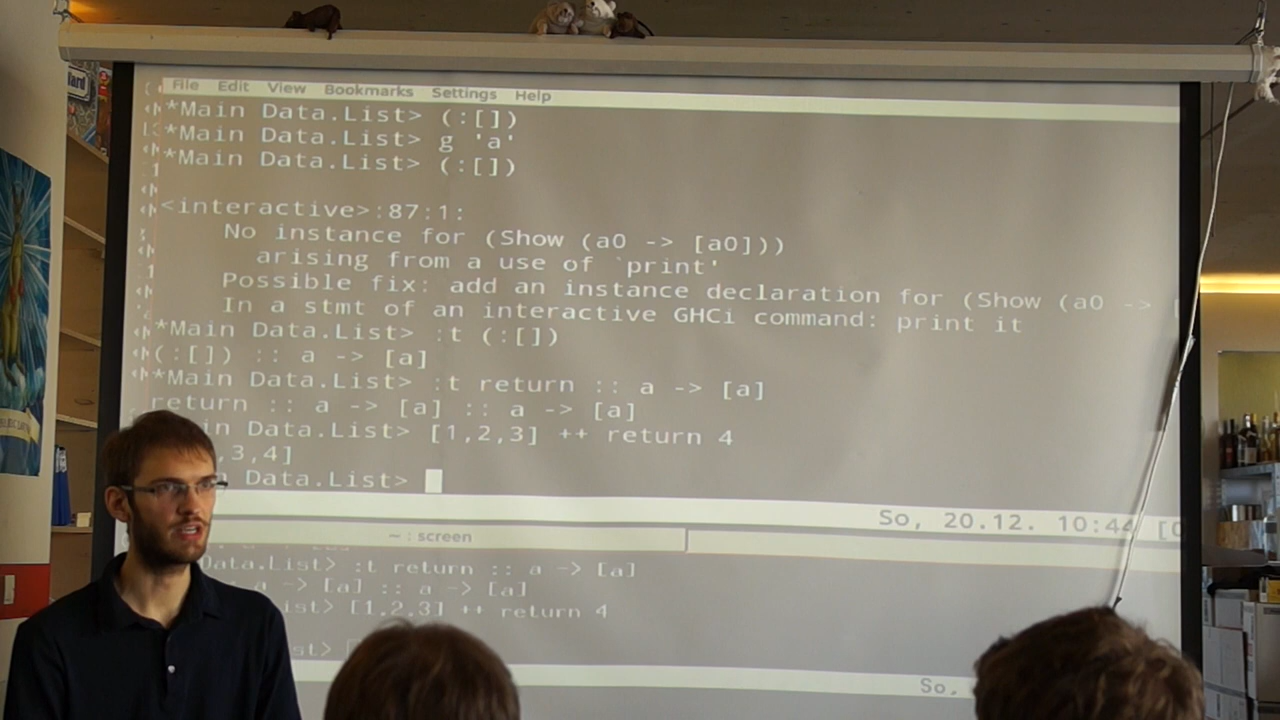 File Edit View Bookmarks Settings Help
*Main Data.List> (:[])
*Main Data.List> g 'a'
*Main Data.List> (:[])
<interactive>:87:1:
No instance for (Show (a0 -> [a0]))
arising from a use of `print'
Possible fix: add an instance declaration for (Show (a0 -> [
In a stmt of an interactive GHCi command: print it
*Main Data.List> :t (:[])
(:[]) :: a -> [a]
*Main Data.List> :t return :: a -> [a]
return :: a -> [a] :: a -> [a]
in Data.List> [1,2,3] ++ return 4
,3,4]
Data.List>
So, 20.12. 10:44 [0
~ : screen
Data.List> :t return :: a -> [a]
a -> [a] :: a -> [a]
ist> [1,2,3] ++ return 4
st> [
So,